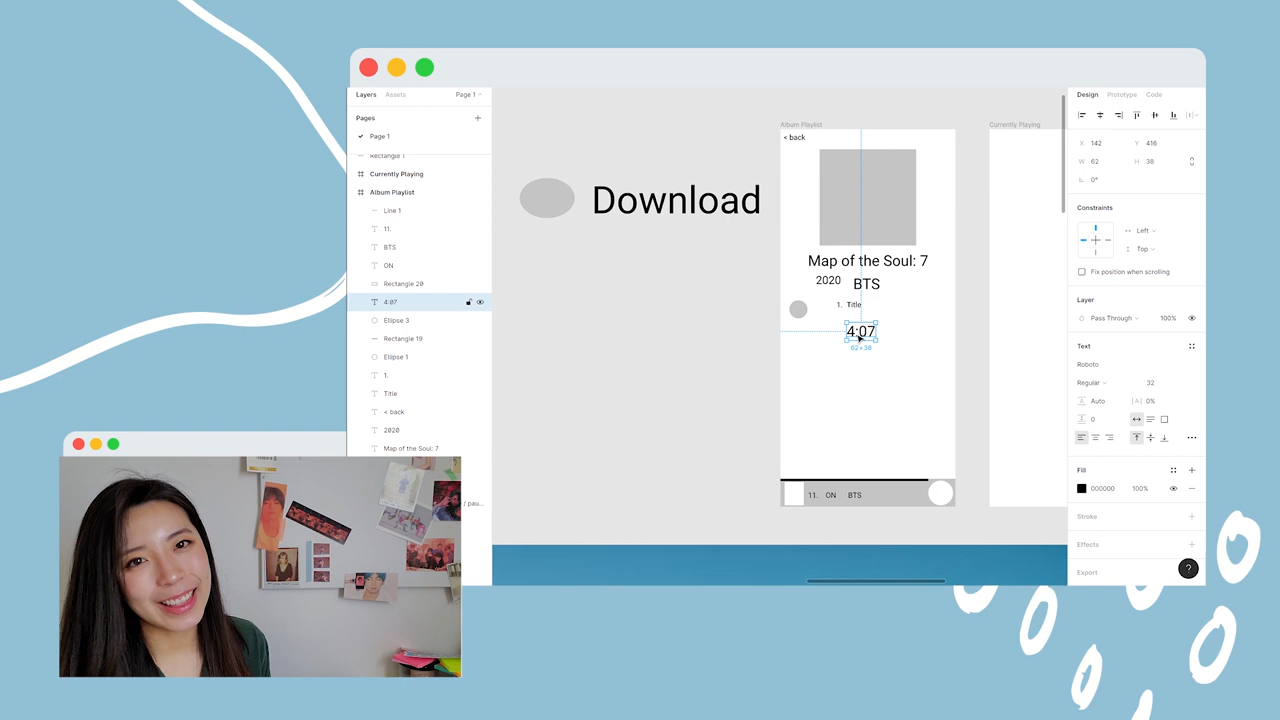 Layers Assets Page 1
Pages
Page 1
Rectangle 1
Currently Playing
Album Playlist
Line 1
11.
BTS
ON
Rectangle 20
4:07
Ellipse 3
Rectangle 19
Ellipse 1
1.
Title
< back
2020
Map of the Soul: 7
/ pau...
Download
Album Playlist
< back
Map of the Soul: 7
2020 BTS
1. Title
4:07
62 × 38
11. ON BTS
Currently Playing
Design Prototype Code
X 142 Y 416
W 62 H 38
0°
Constraints
Left
Top
Fix position when scrolling
Layer
Pass Through 100%
Text
Roboto
Regular 32
Auto |A| 0%
0
Fill
000000 100%
Stroke
Effects
Export
?